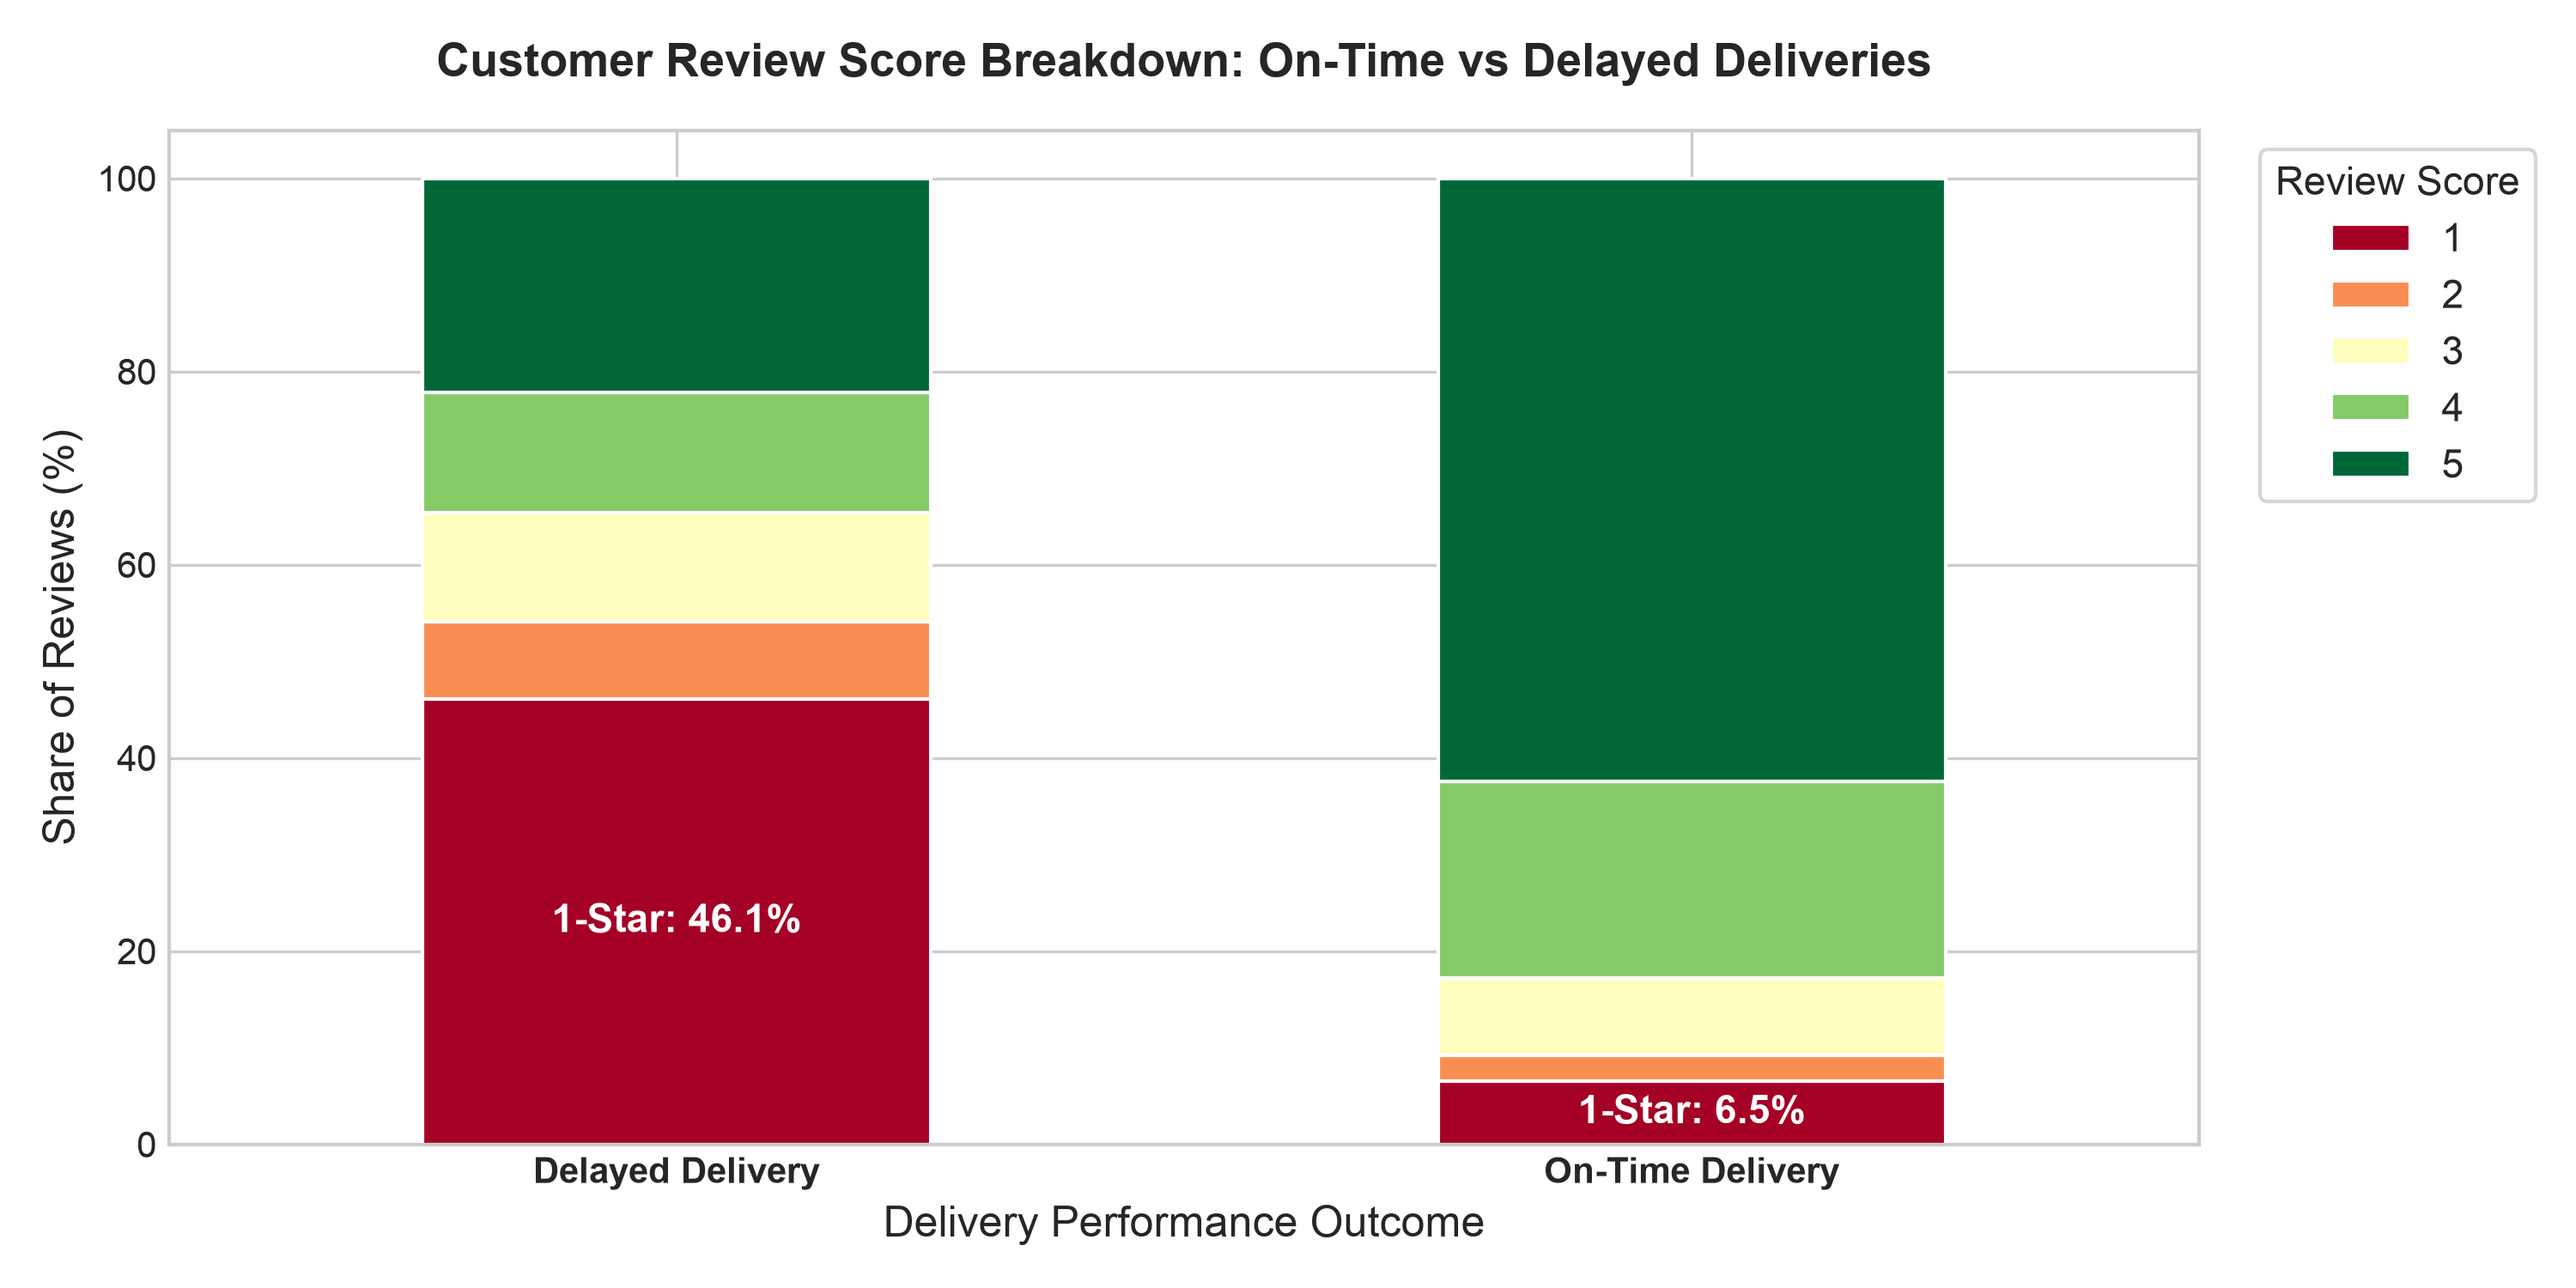 Customer Review Score Breakdown: On-Time vs Delayed Deliveries
Share of Reviews (%)
100
80
60
40
20
0
1-Star: 46.1%
1-Star: 6.5%
Delayed Delivery
On-Time Delivery
Delivery Performance Outcome
Review Score
1
2
3
4
5